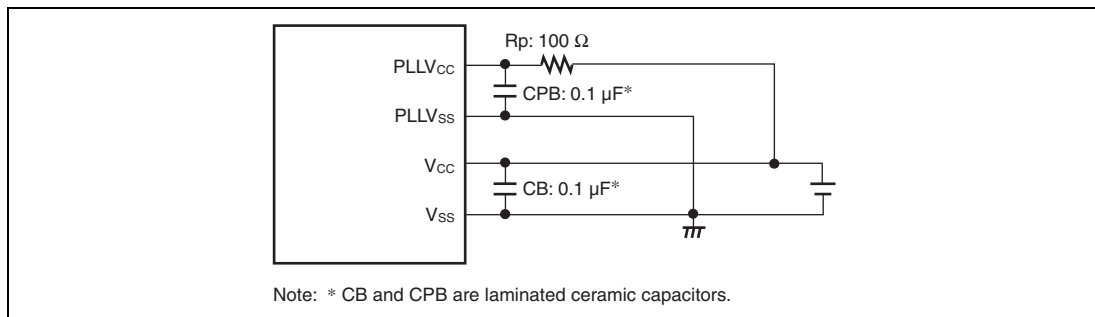 Rp: 100 Ω
PLLVCC
CPB: 0.1 µF*
PLLVSS
VCC
CB: 0.1 µF*
VSS
Note: * CB and CPB are laminated ceramic capacitors.